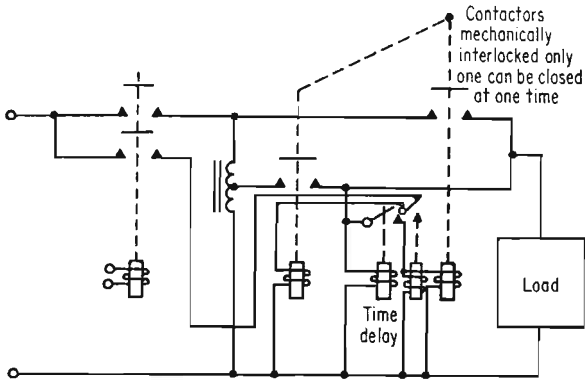 Contactors
mechanically
interlocked only
one can be closed
at one time
Time
delay
Load